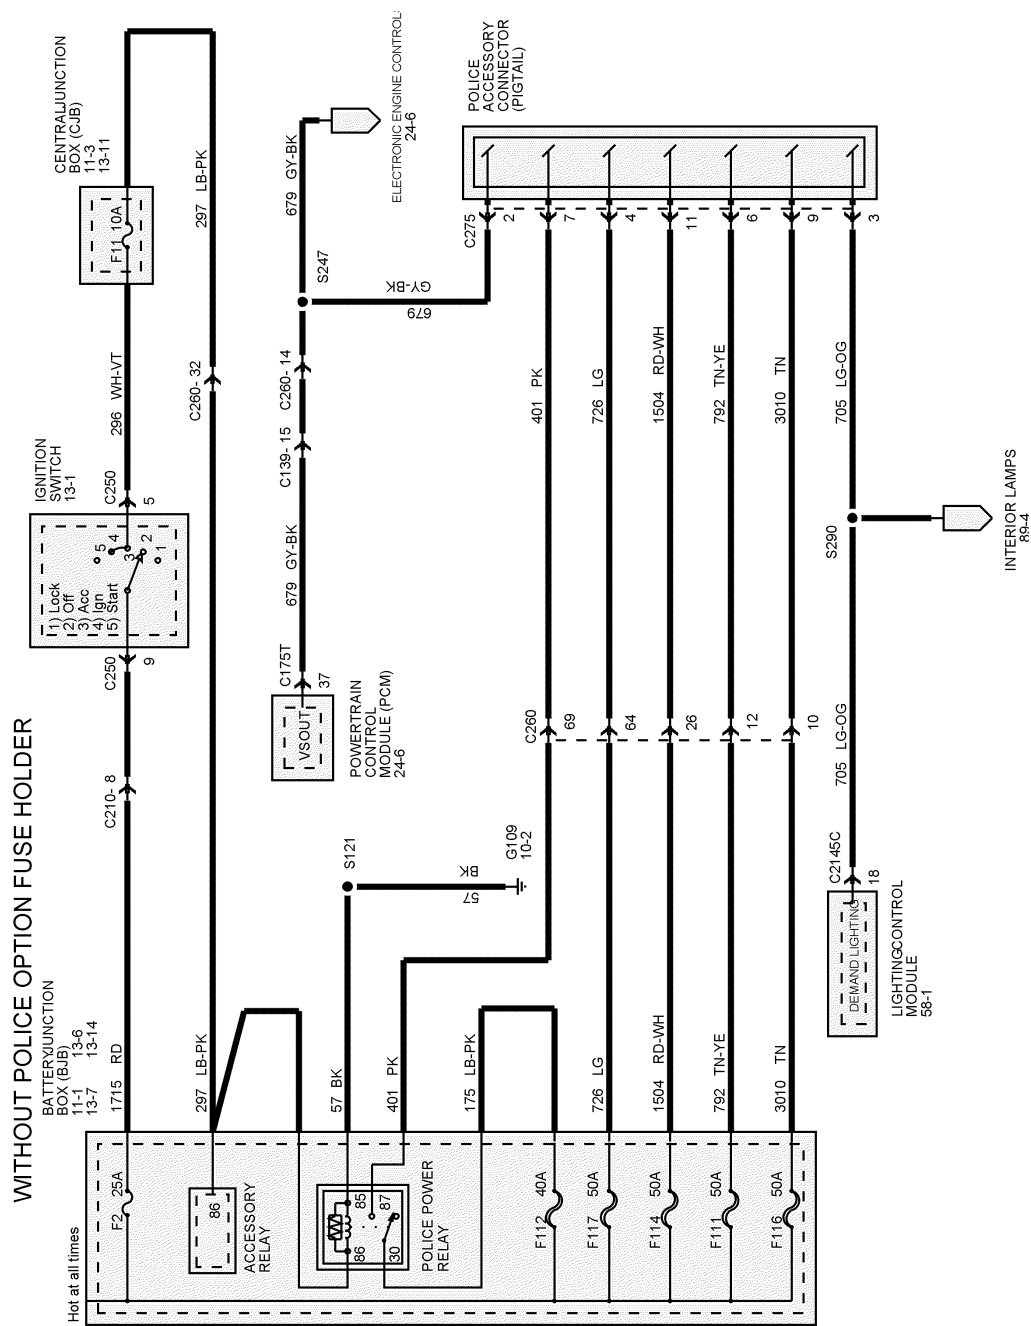 WITHOUT POLICE OPTION FUSE HOLDER
Hot at all times
BATTERYJUNCTION
BOX (BJB) 13-6
11-1 13-14
13-7
1715 RD
F2 25A
C210- 8
C250
9
IGNITION
SWITCH
13-1
1) Lock
2) Off
3) Acc
4) Ign
5) Start
5
4
3
2
1
C250
5
296 WH-VT
CENTRALJUNCTION
BOX (CJB)
11-3
13-11
F11 10A
297 LB-PK
86
ACCESSORY
RELAY
297 LB-PK
C260- 32
VSOUT
POWERTRAIN
CONTROL
MODULE (PCM)
24-6
C175T
37
679 GY-BK
C139- 15
C260- 14
S247
679 GY-BK
ELECTRONIC ENGINE CONTROLS
24-6
679 GY-BK
86
85
30
87
POLICE POWER
RELAY
57 BK
S121
57 BK
G109
10-2
401 PK
175 LB-PK
C260
69
401 PK
F112 40A
F117 50A
726 LG
64
726 LG
F114 50A
1504 RD-WH
26
1504 RD-WH
F111 50A
792 TN-YE
12
792 TN-YE
F116 50A
3010 TN
10
3010 TN
DEMAND LIGHTING
LIGHTINGCONTROL
MODULE
58-1
C2145C
18
705 LG-OG
S290
INTERIOR LAMPS
89-4
705 LG-OG
C275
2
7
4
11
6
9
3
POLICE
ACCESSORY
CONNECTOR
(PIGTAIL)